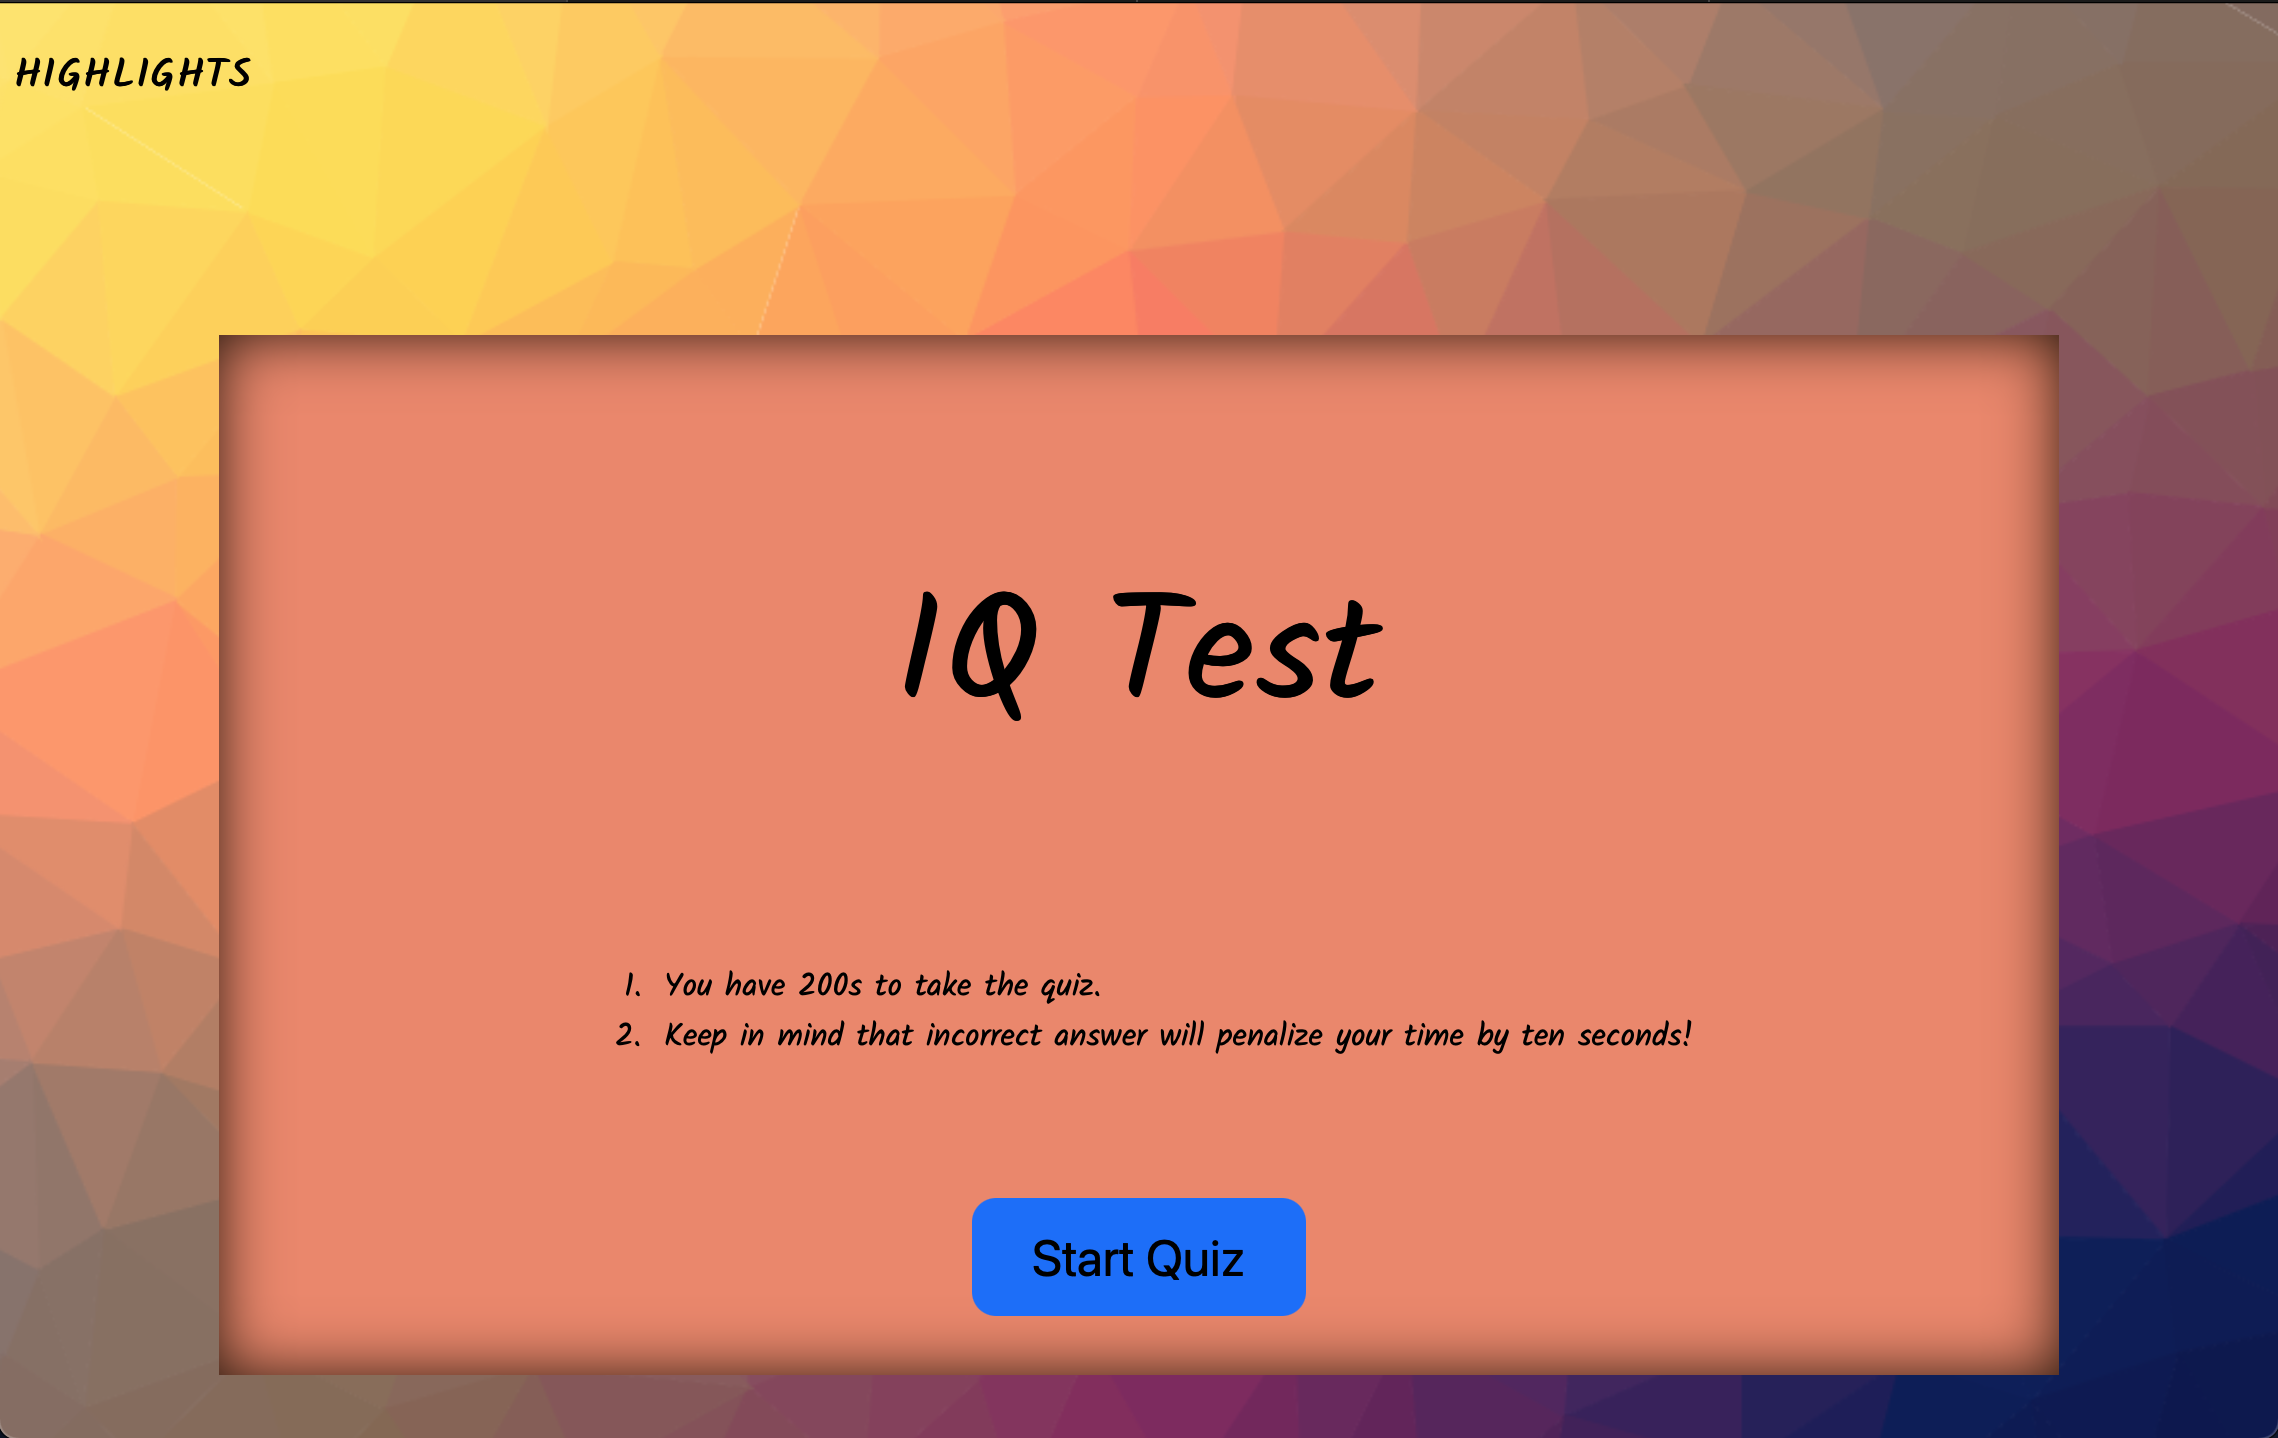 HIGHLIGHTS
IQ Test
1. You have 200s to take the quiz.
2. Keep in mind that incorrect answer will penalize your time by ten seconds!
Start Quiz